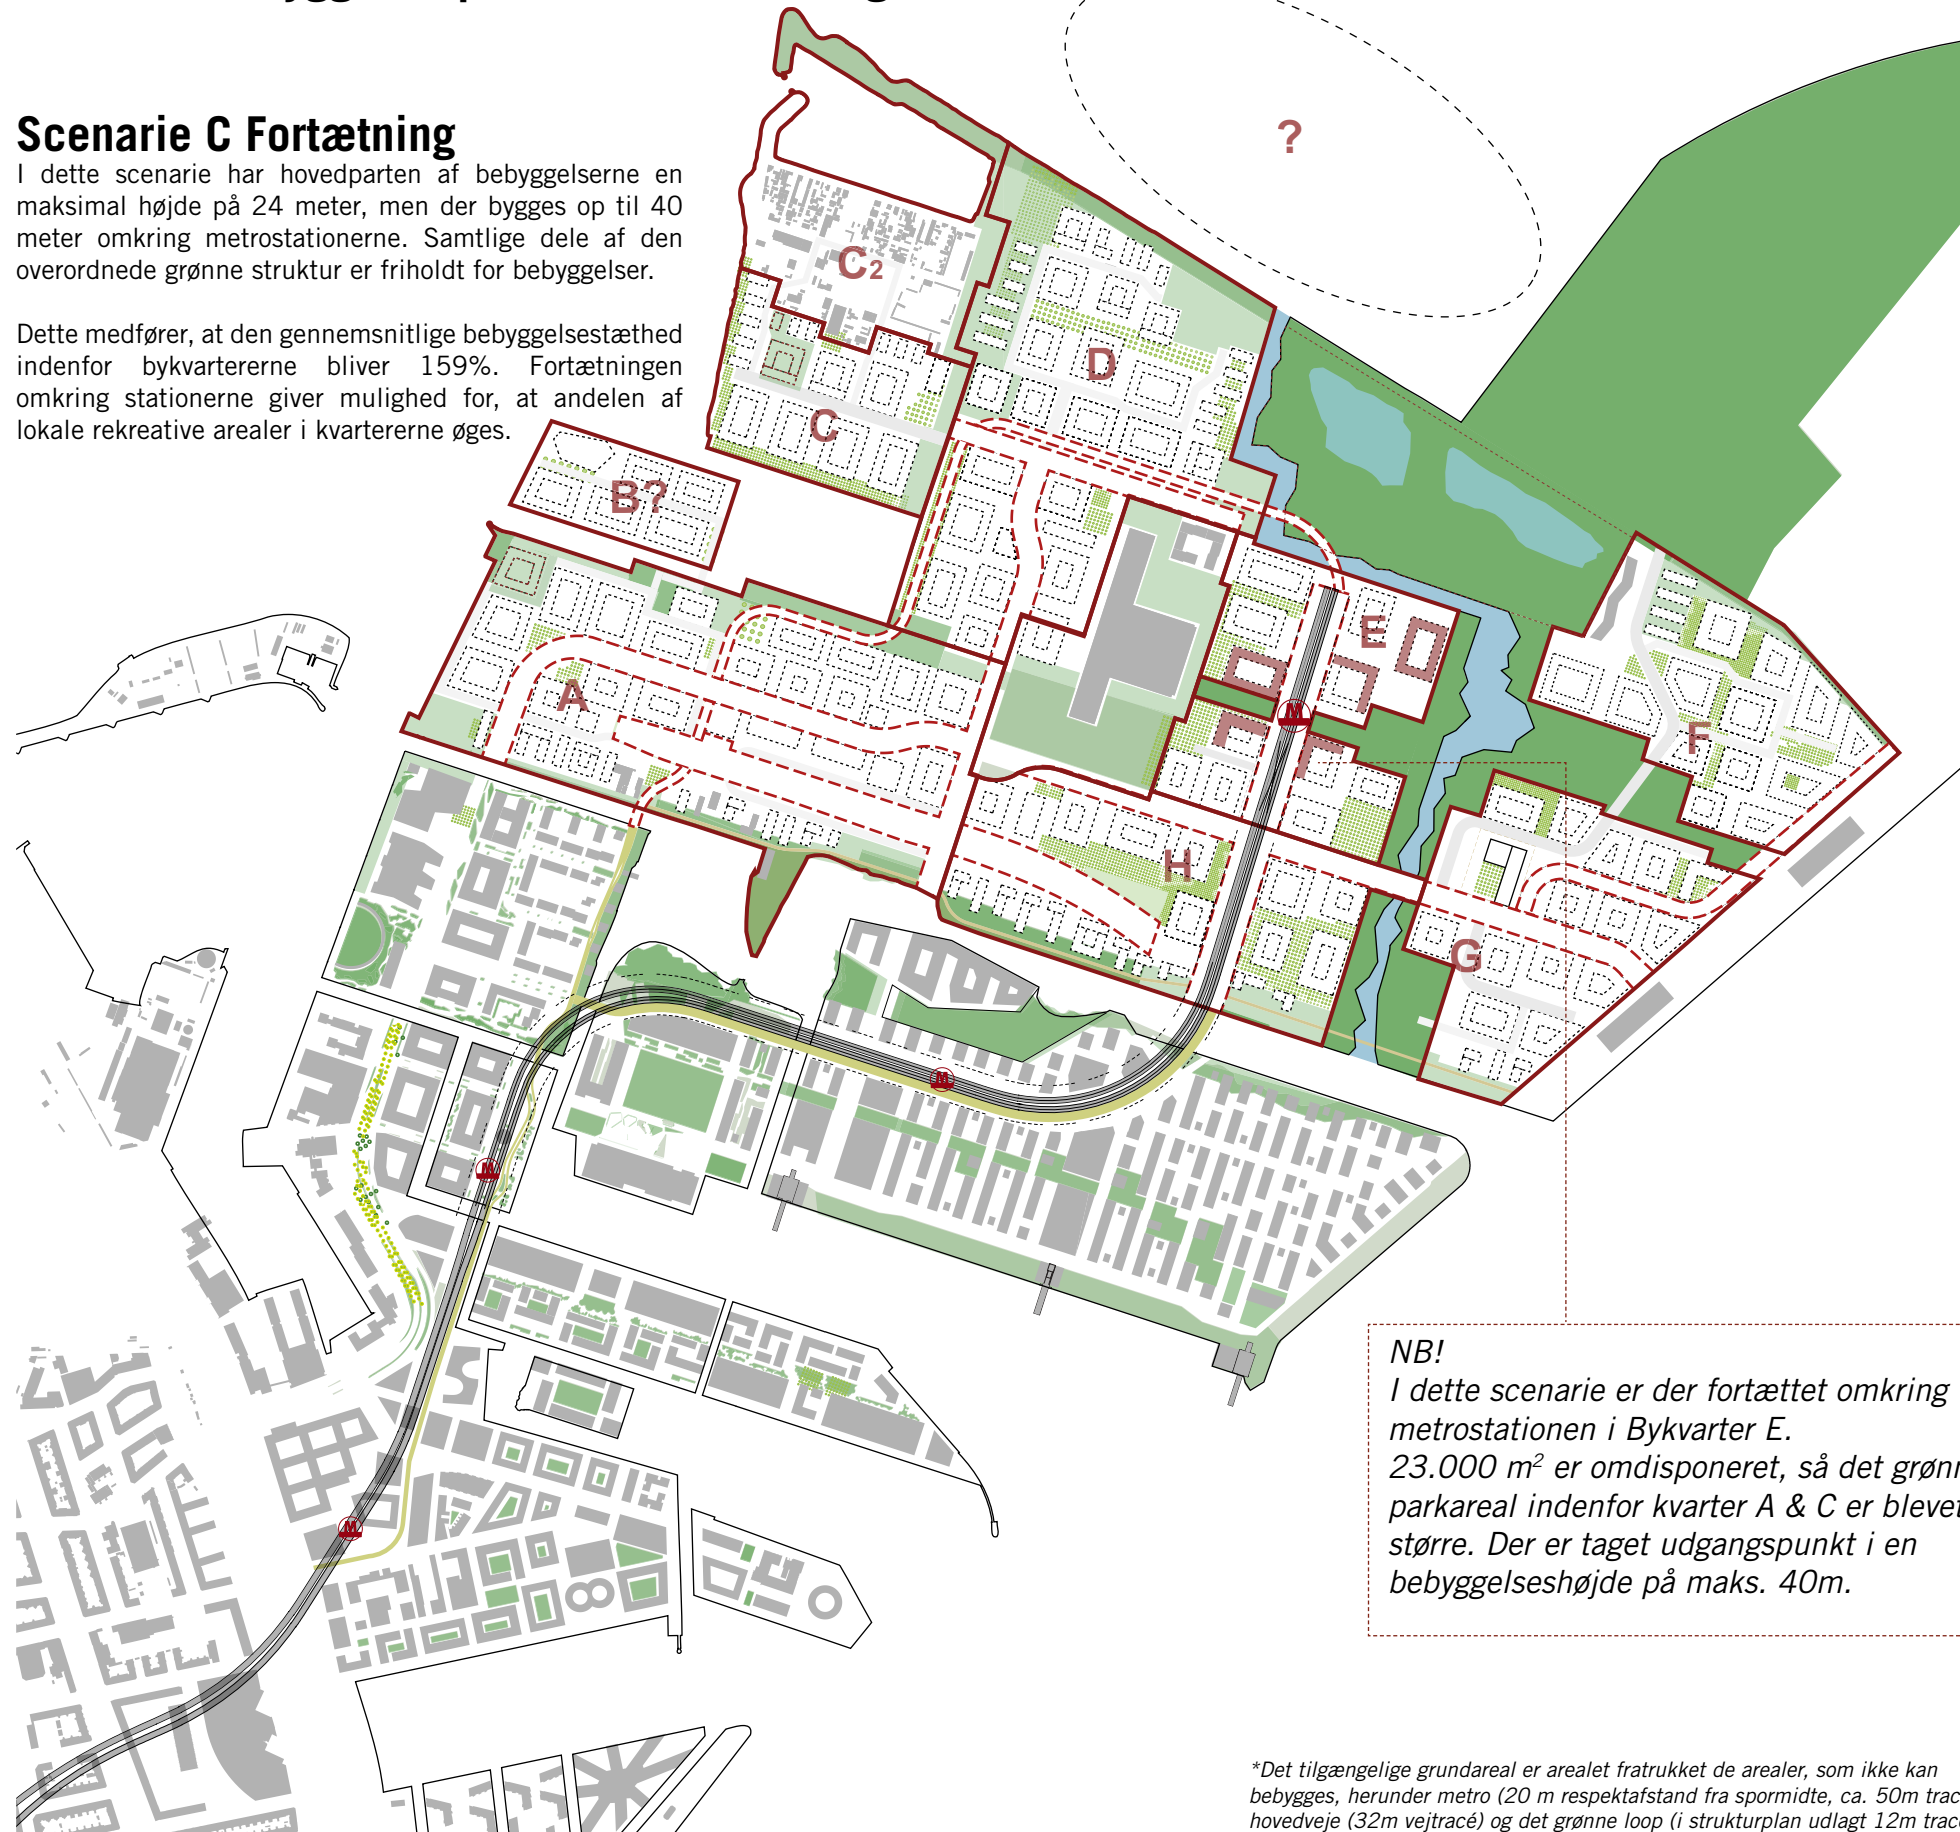 Scenarie C Fortætning
I dette scenarie har hovedparten af bebyggelserne en
maksimal højde på 24 meter, men der bygges op til 40
meter omkring metrostationerne. Samtlige dele af den
overordnede grønne struktur er friholdt for bebyggelser.
Dette medfører, at den gennemsnitlige bebyggelsestæthed
indenfor bykvartererne bliver 159%. Fortætningen
omkring stationerne giver mulighed for, at andelen af
lokale rekreative arealer i kvartererne øges.
?
C2
D
C
B?
E
A
M
F
H
G
M
M
M
NB!
I dette scenarie er der fortættet omkring
metrostationen i Bykvarter E.
23.000 m² er omdisponeret, så det grønn
parkareal indenfor kvarter A & C er blevet
større. Der er taget udgangspunkt i en
bebyggelseshøjde på maks. 40m.
*Det tilgængelige grundareal er arealet fratrukket de arealer, som ikke kan
bebygges, herunder metro (20 m respektafstand fra spormidte, ca. 50m trac
hovedveje (32m vejtracé) og det grønne loop (i strukturplan udlagt 12m trac